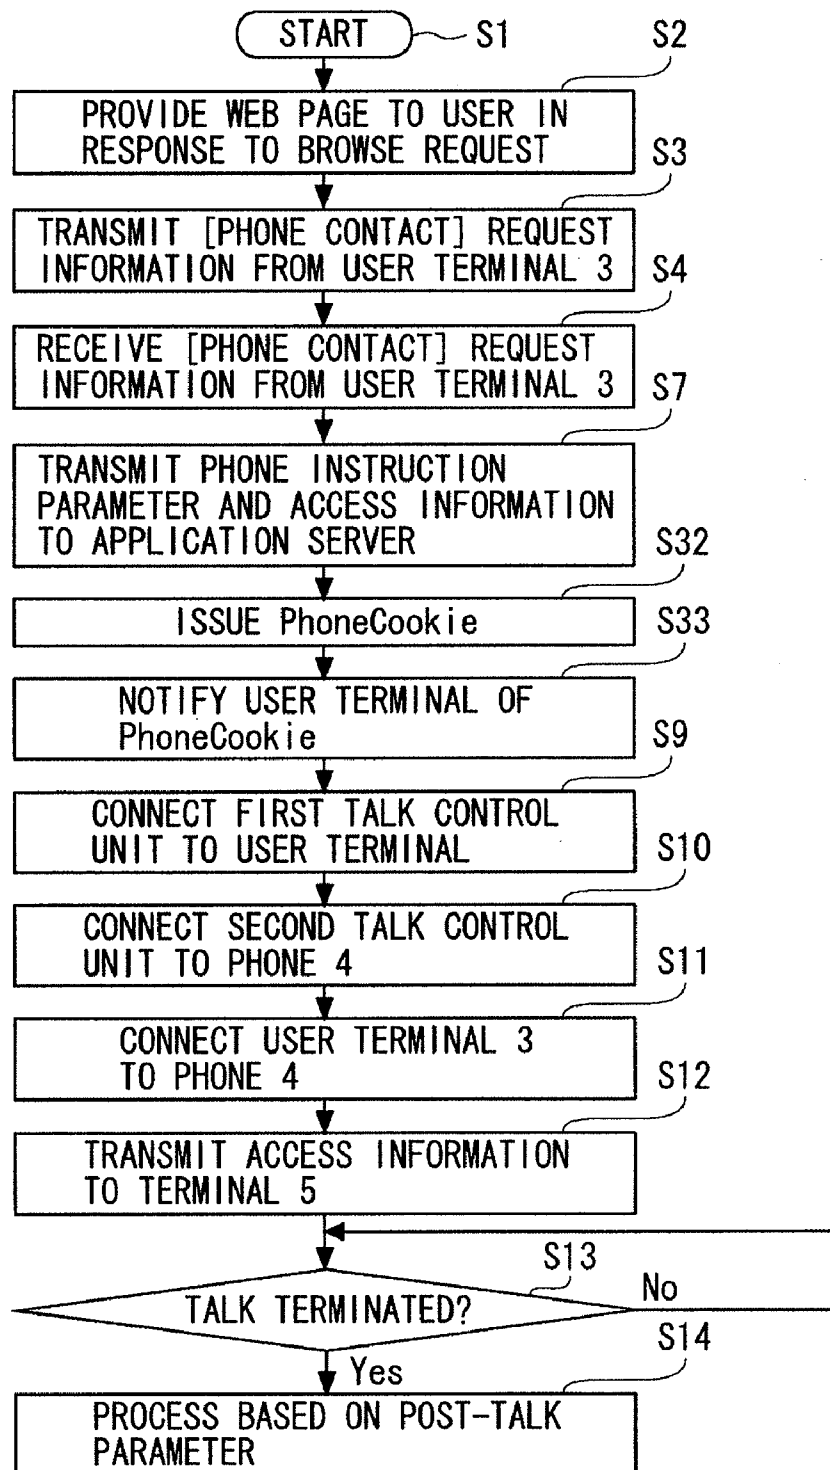 START
S1
S2
PROVIDE WEB PAGE TO USER IN
RESPONSE TO BROWSE REQUEST
S3
TRANSMIT [PHONE CONTACT] REQUEST
INFORMATION FROM USER TERMINAL 3
S4
RECEIVE [PHONE CONTACT] REQUEST
INFORMATION FROM USER TERMINAL 3
S7
TRANSMIT PHONE INSTRUCTION
PARAMETER AND ACCESS INFORMATION
TO APPLICATION SERVER
S32
ISSUE PhoneCookie
S33
NOTIFY USER TERMINAL OF
PhoneCookie
S9
CONNECT FIRST TALK CONTROL
UNIT TO USER TERMINAL
S10
CONNECT SECOND TALK CONTROL
UNIT TO PHONE 4
S11
CONNECT USER TERMINAL 3
TO PHONE 4
S12
TRANSMIT ACCESS INFORMATION
TO TERMINAL 5
S13
TALK TERMINATED?
No
Yes
S14
PROCESS BASED ON POST-TALK
PARAMETER